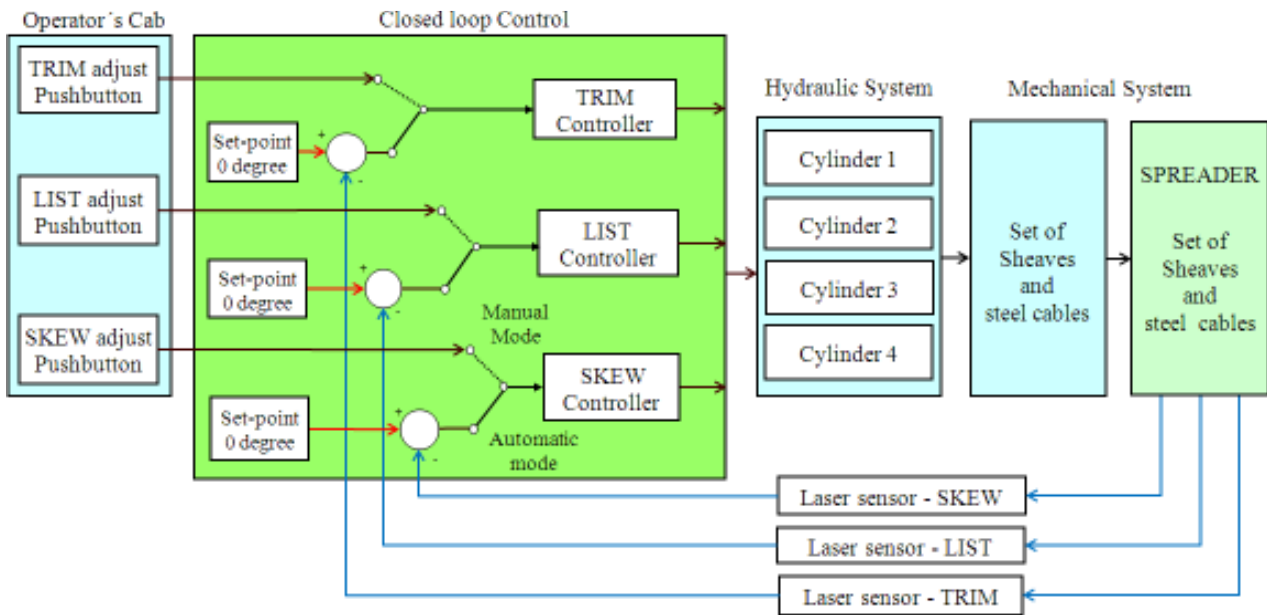 Operator´s Cab
Closed loop Control
TRIM adjust
Pushbutton
LIST adjust
Pushbutton
SKEW adjust
Pushbutton
Set-point
0 degree
+
-
TRIM
Controller
Set-point
0 degree
+
-
LIST
Controller
Manual
Mode
Set-point
0 degree
+
-
SKEW
Controller
Automatic
mode
Hydraulic System
Cylinder 1
Cylinder 2
Cylinder 3
Cylinder 4
Mechanical System
Set of
Sheaves
and
steel cables
SPREADER
Set of
Sheaves
and
steel cables
Laser sensor - SKEW
Laser sensor - LIST
Laser sensor - TRIM